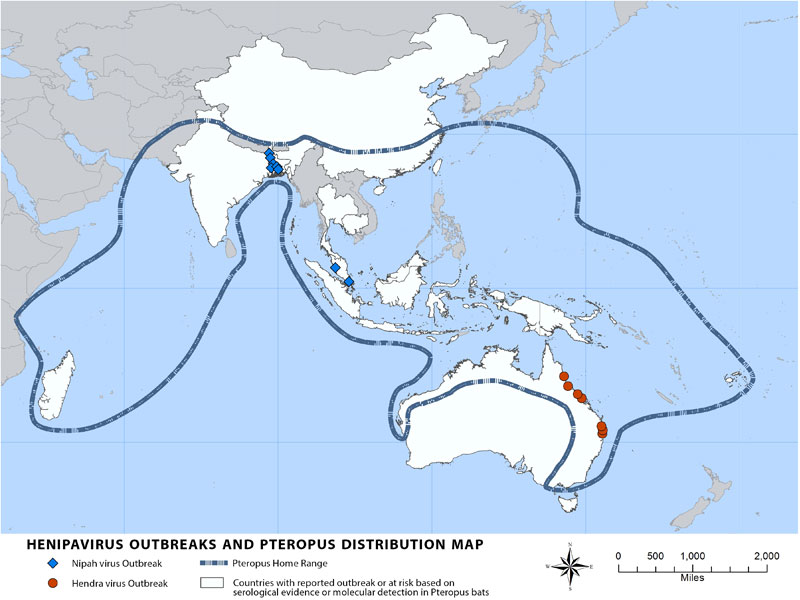 HENIPAVIRUS OUTBREAKS AND PTEROPUS DISTRIBUTION MAP
Nipah virus Outbreak
Hendra virus Outbreak
Pteropus Home Range
Countries with reported outbreak or at risk based on
serological evidence or molecular detection in Pteropus bats
N
W E
S
0 500 1,000 2,000
Miles